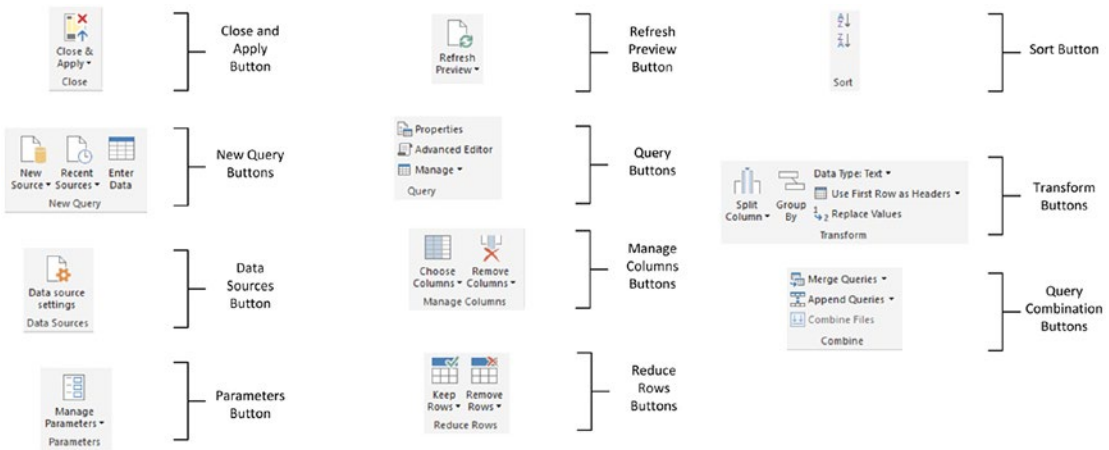 Close &
Apply
Close
Close and
Apply
Button
New
Source
Recent
Sources
Enter
Data
New Query
New Query
Buttons
Data source
settings
Data Sources
Data
Sources
Button
Manage
Parameters
Parameters
Parameters
Button
Refresh
Preview
Refresh
Preview
Button
Properties
Advanced Editor
Manage
Query
Query
Buttons
Choose
Columns
Remove
Columns
Manage Columns
Manage
Columns
Buttons
Keep
Rows
Remove
Rows
Reduce Rows
Reduce
Rows
Buttons
A
Z
Z
A
Sort
Sort Button
Split
Column
Group
By
Data Type: Text
Use First Row as Headers
1
2
Replace Values
Transform
Transform
Buttons
Merge Queries
Append Queries
Combine Files
Combine
Query
Combination
Buttons